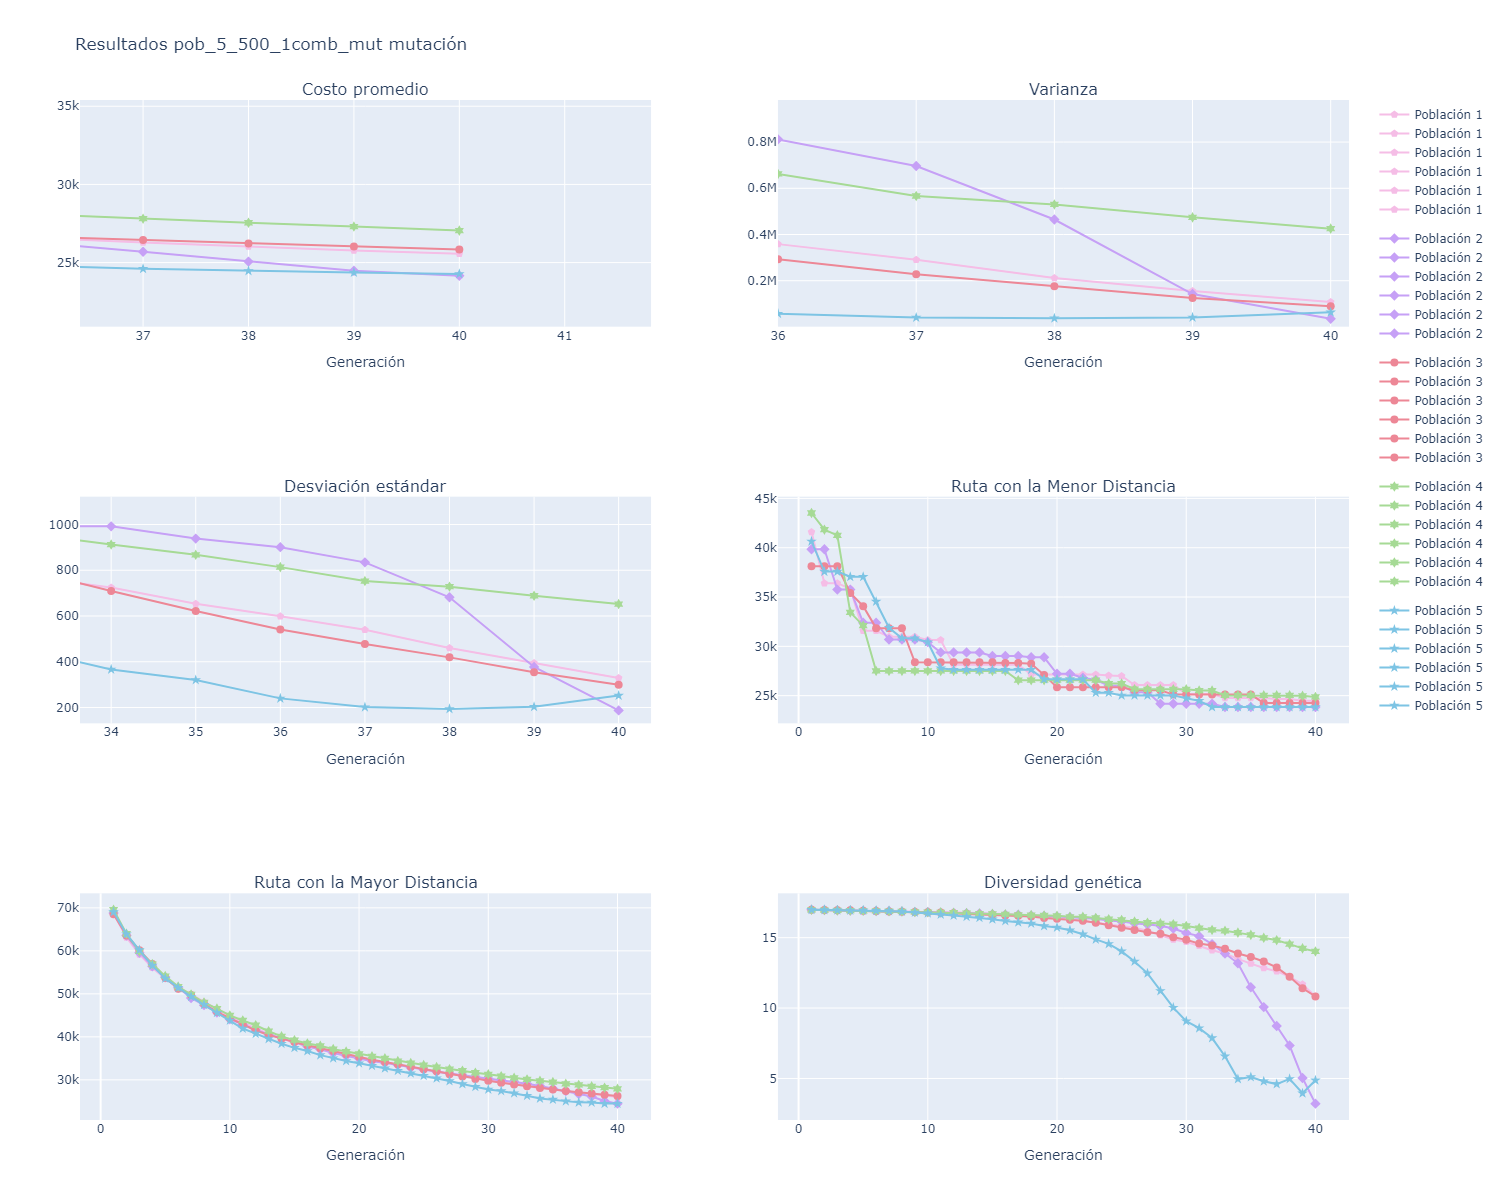 Resultados pob_5_500_1comb_mut mutación
Costo promedio
35k
30k
25k
37 38 39 40 41
Generación
Varianza
0.8M
0.6M
0.4M
0.2M
36 37 38 39 40
Generación
Población 1
Población 1
Población 1
Población 1
Población 1
Población 1
Población 2
Población 2
Población 2
Población 2
Población 2
Población 2
Población 3
Población 3
Población 3
Población 3
Población 3
Población 3
Población 4
Población 4
Población 4
Población 4
Población 4
Población 4
Población 5
Población 5
Población 5
Población 5
Población 5
Población 5
Desviación estándar
1000
800
600
400
200
34 35 36 37 38 39 40
Generación
Ruta con la Menor Distancia
45k
40k
35k
30k
25k
0 10 20 30 40
Generación
Ruta con la Mayor Distancia
70k
60k
50k
40k
30k
0 10 20 30 40
Generación
Diversidad genética
15
10
5
0 10 20 30 40
Generación